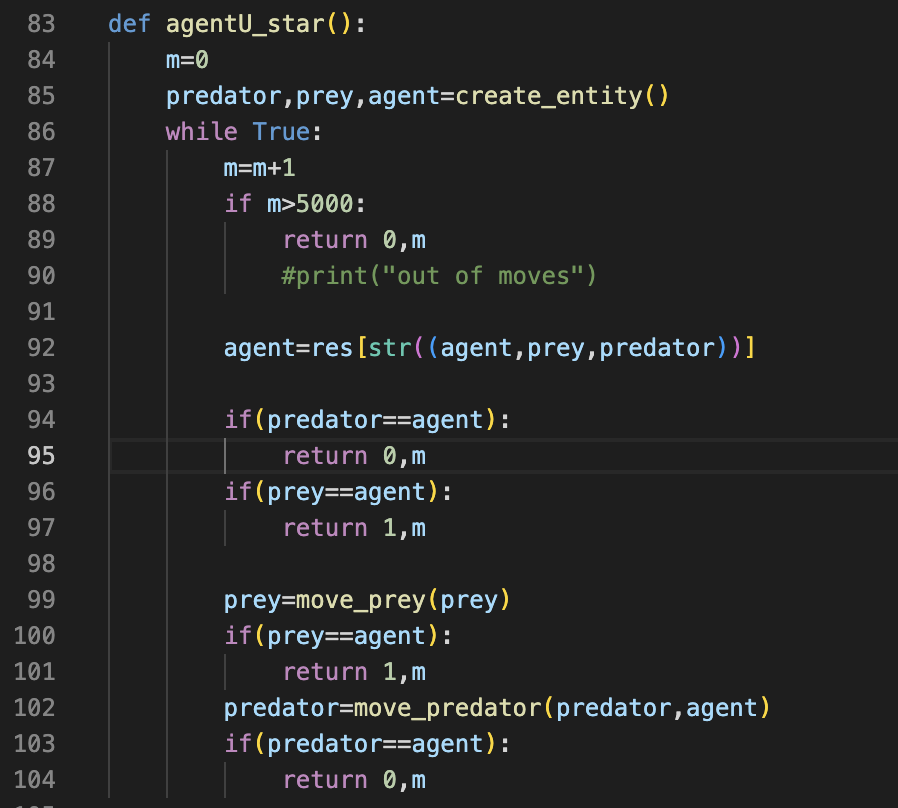 83 def agentU_star():
84     m=0
85     predator,prey,agent=create_entity()
86     while True:
87         m=m+1
88         if m>5000:
89             return 0,m
90             #print("out of moves")
91
92         agent=res[str((agent,prey,predator))]
93
94         if(predator==agent):
95             return 0,m
96         if(prey==agent):
97             return 1,m
98
99         prey=move_prey(prey)
100         if(prey==agent):
101             return 1,m
102         predator=move_predator(predator,agent)
103         if(predator==agent):
104             return 0,m